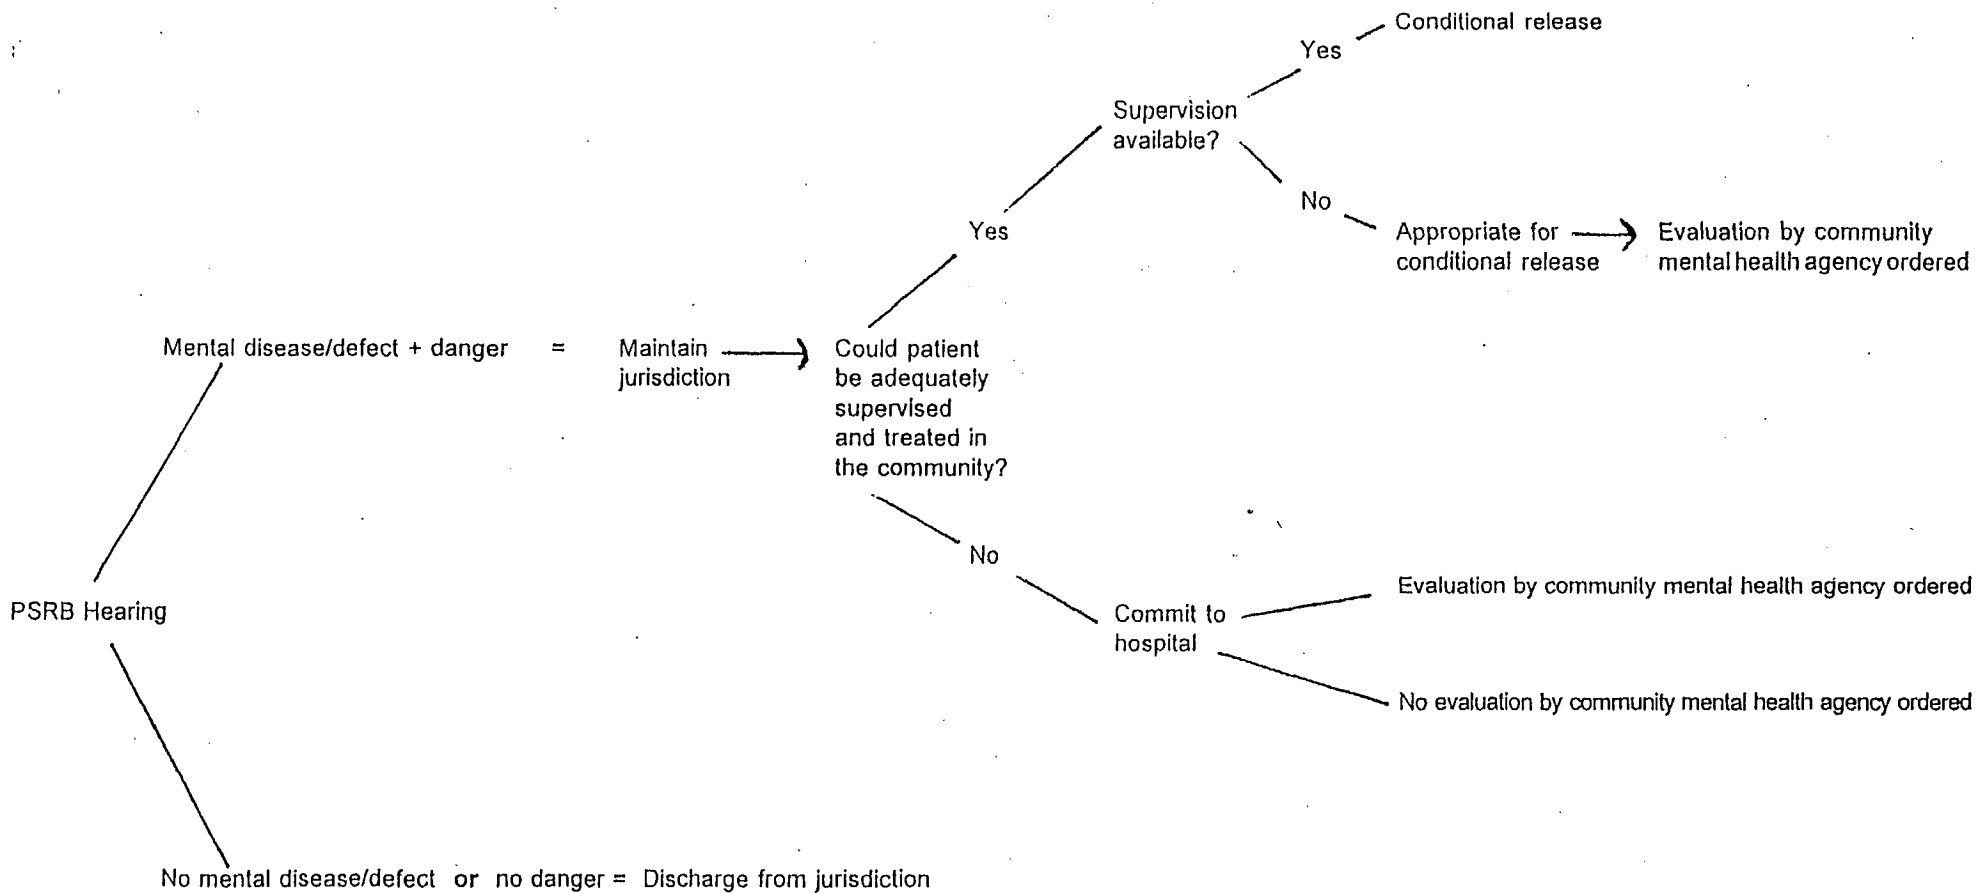 Conditional release
Yes
Supervision
available?
No
Appropriate for
conditional release
Evaluation by community
mental health agency ordered
Yes
Mental disease/defect + danger = Maintain
jurisdiction
Could patient
be adequately
supervised
and treated in
the community?
No
Commit to
hospital
Evaluation by community mental health agency ordered
No evaluation by community mental health agency ordered
PSRB Hearing
No mental disease/defect or no danger = Discharge from jurisdiction